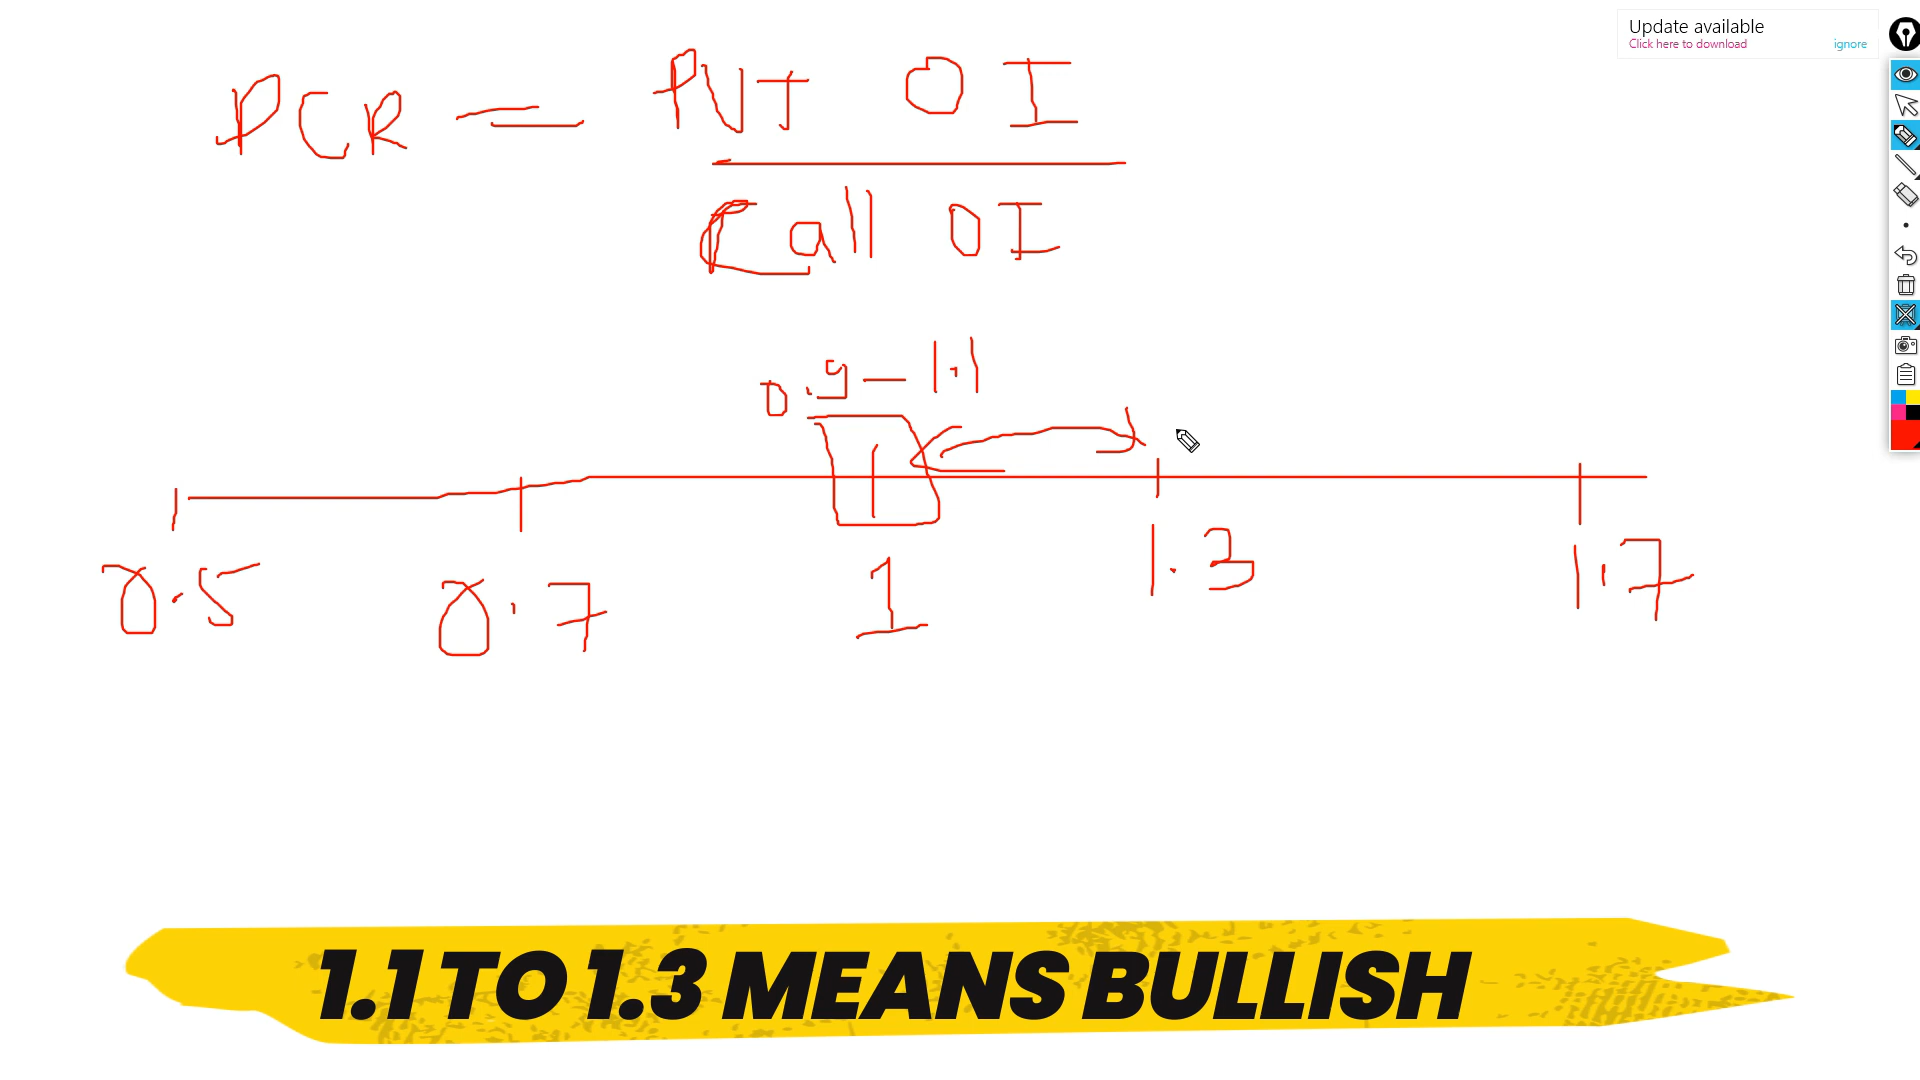 Update available
Click here to download ignore
PCR = PUT OI
Call OI
0.9 - 1.1
0.5 0.7 1 1.3 1.7
1.1 TO 1.3 MEANS BULLISH